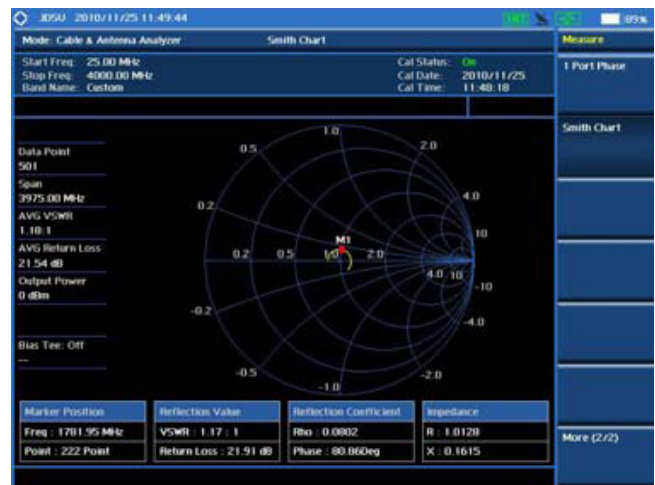 JDSU 2010/11/25 11:49:44 89%
Mode: Cable & Antenna Analyzer Smith Chart Measure
Start Freq: 25.00 MHz Cal Status: On
Stop Freq: 4000.00 MHz Cal Date: 2010/11/25
Band Name: Custom Cal Time: 11:48:18
1 Port Phase
Smith Chart
Data Point
501
Span
3975.00 MHz
AVG VSWR
1.18:1
AVG Return Loss
21.54 dB
Output Power
0 dBm
Bias Tee: Off
--
1.0
0.5 2.0
0.2 4.0
10
M1
0.2 0.5 1.0 2.0 4.0 10
-10
-0.2 -4.0
-0.5 -2.0
-1.0
Marker Position Reflection Value Reflection Coefficient Impedance
Freq : 1781.95 MHz VSWR : 1.17 : 1 Rho : 0.0802 R : 1.0128
Point : 222 Point Return Loss : 21.91 dB Phase : 80.86Deg X : 0.1615
More (2/2)